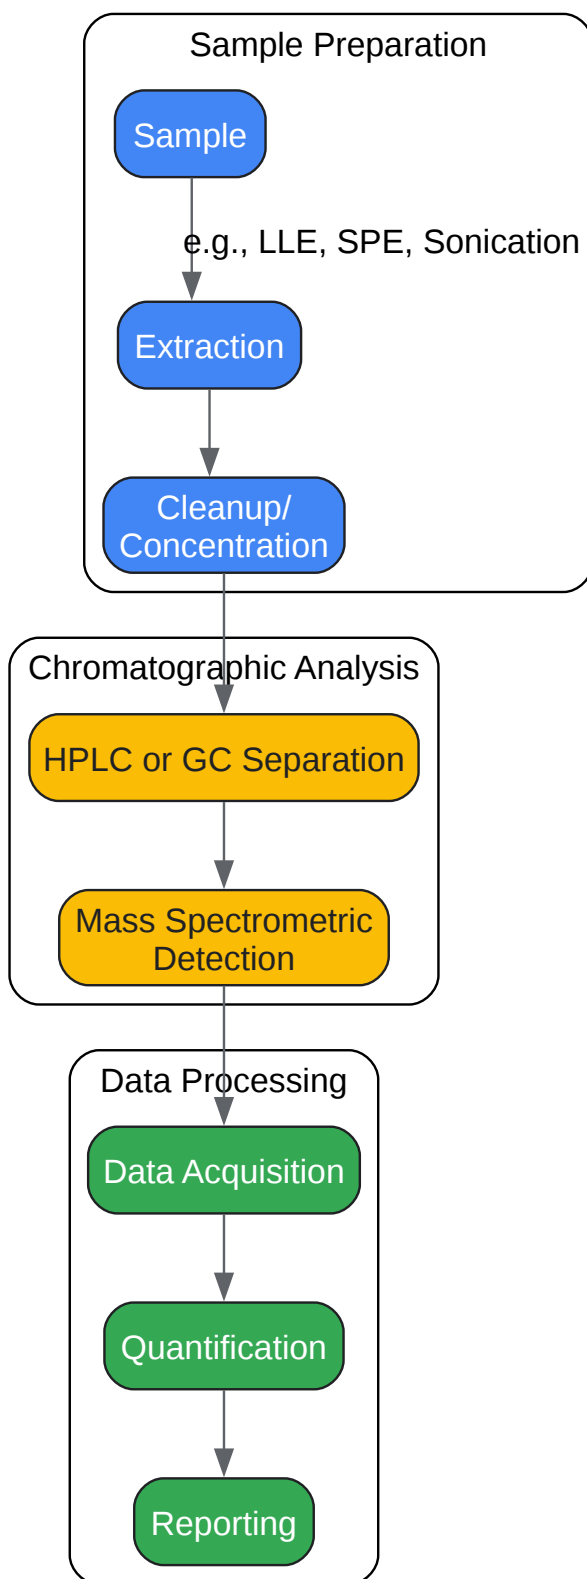 Sample Preparation
Sample
e.g., LLE, SPE, Sonication
Extraction
Cleanup/
Concentration
Chromatographic Analysis
HPLC or GC Separation
Mass Spectrometric
Detection
Data Processing
Data Acquisition
Quantification
Reporting